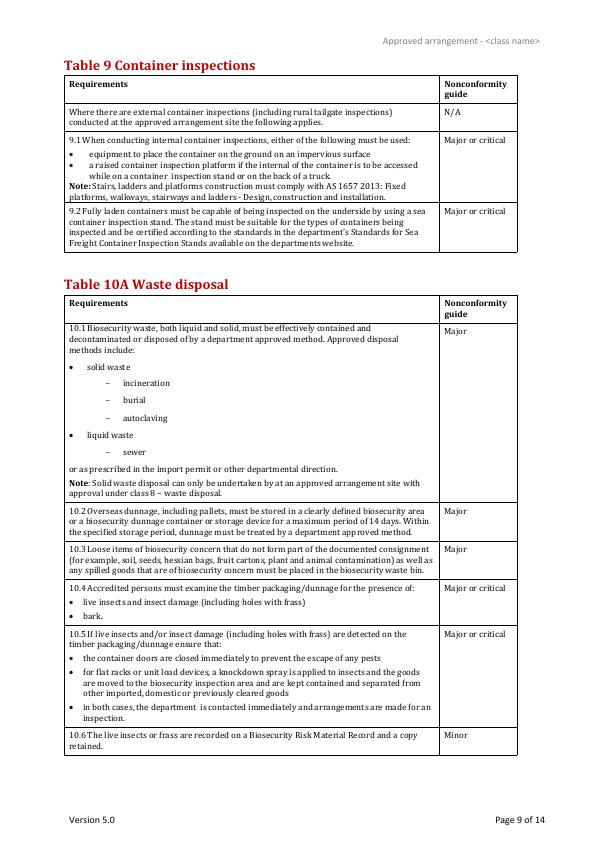 Approved arrangement - <class name>
Table 9 Container inspections
Requirements
Nonconformity
guide
Where there are external container inspections (including rural tailgate inspections)
conducted at the approved arrangement site the following applies.
N/A
9.1 When conducting internal container inspections, either of the following must be used:
• equipment to place the container on the ground on an impervious surface
• a raised container inspection platform if the internal of the container is to be accessed
while on a container inspection stand or on the back of a truck.
Note: Stairs, ladders and platforms construction must comply with AS 1657 2013: Fixed
platforms, walkways, stairways and ladders - Design, construction and installation.
Major or critical
9.2 Fully laden containers must be capable of being inspected on the underside by using a sea
container inspection stand. The stand must be suitable for the types of containers being
inspected and be certified according to the standards in the department's Standards for Sea
Freight Container Inspection Stands available on the departments website.
Major or critical
Table 10A Waste disposal
Requirements
Nonconformity
guide
10.1 Biosecurity waste, both liquid and solid, must be effectively contained and
decontaminated or disposed of by a department approved method. Approved disposal
methods include:
• solid waste
– incineration
– burial
– autoclaving
• liquid waste
– sewer
or as prescribed in the import permit or other departmental direction.
Note: Solid waste disposal can only be undertaken by at an approved arrangement site with
approval under class 8 – waste disposal.
Major
10.2 Overseas dunnage, including pallets, must be stored in a clearly defined biosecurity area
or a biosecurity dunnage container or storage device for a maximum period of 14 days. Within
the specified storage period, dunnage must be treated by a department approved method.
Major
10.3 Loose items of biosecurity concern that do not form part of the documented consignment
(for example, soil, seeds, hessian bags, fruit cartons, plant and animal contamination) as well as
any spilled goods that are of biosecurity concern must be placed in the biosecurity waste bin.
Major
10.4 Accredited persons must examine the timber packaging/dunnage for the presence of:
• live insects and insect damage (including holes with frass)
• bark.
Major or critical
10.5 If live insects and/or insect damage (including holes with frass) are detected on the
timber packaging/dunnage ensure that:
• the container doors are closed immediately to prevent the escape of any pests
• for flat racks or unit load devices, a knockdown spray is applied to insects and the goods
are moved to the biosecurity inspection area and are kept contained and separated from
other imported, domestic or previously cleared goods
• in both cases, the department is contacted immediately and arrangements are made for an
inspection.
Major or critical
10.6 The live insects or frass are recorded on a Biosecurity Risk Material Record and a copy
retained.
Minor
Version 5.0
Page 9 of 14